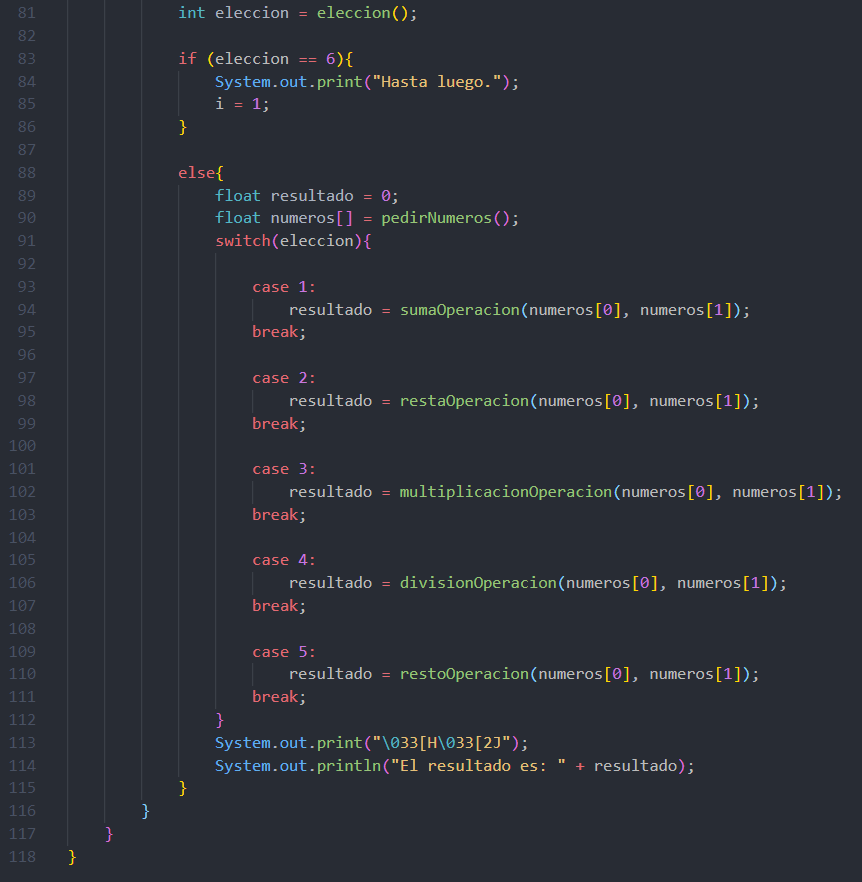 81 int eleccion = eleccion();
82
83 if (eleccion == 6){
84 System.out.print("Hasta luego.");
85 i = 1;
86 }
87
88 else{
89 float resultado = 0;
90 float numeros[] = pedirNumeros();
91 switch(eleccion){
92
93 case 1:
94 resultado = sumaOperacion(numeros[0], numeros[1]);
95 break;
96
97 case 2:
98 resultado = restaOperacion(numeros[0], numeros[1]);
99 break;
100
101 case 3:
102 resultado = multiplicacionOperacion(numeros[0], numeros[1]);
103 break;
104
105 case 4:
106 resultado = divisionOperacion(numeros[0], numeros[1]);
107 break;
108
109 case 5:
110 resultado = restoOperacion(numeros[0], numeros[1]);
111 break;
112 }
113 System.out.print("\033[H\033[2J");
114 System.out.println("El resultado es: " + resultado);
115 }
116 }
117 }
118 }